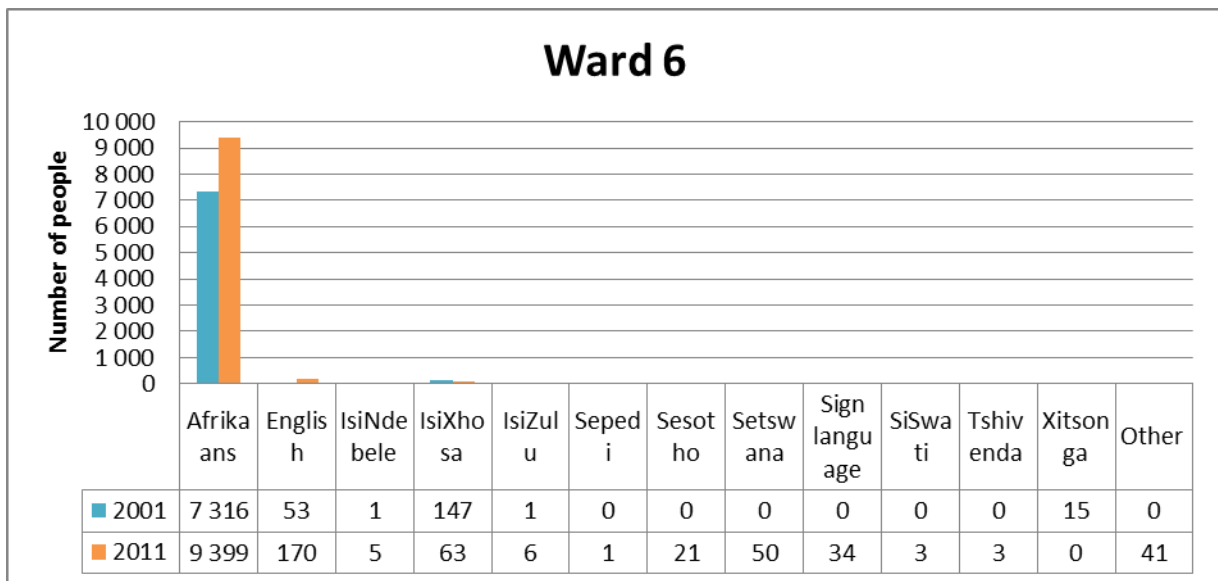 Ward 6
Number of people
10 000
9 000
8 000
7 000
6 000
5 000
4 000
3 000
2 000
1 000
0
Afrika
ans
Englis
h
IsiNde
bele
IsiXho
sa
IsiZul
u
Seped
i
Sesot
ho
Setsw
ana
Sign
langu
age
SiSwa
ti
Tshiv
enda
Xitson
ga
Other
2001 7 316 53 1 147 1 0 0 0 0 0 0 15 0
2011 9 399 170 5 63 6 1 21 50 34 3 3 0 41